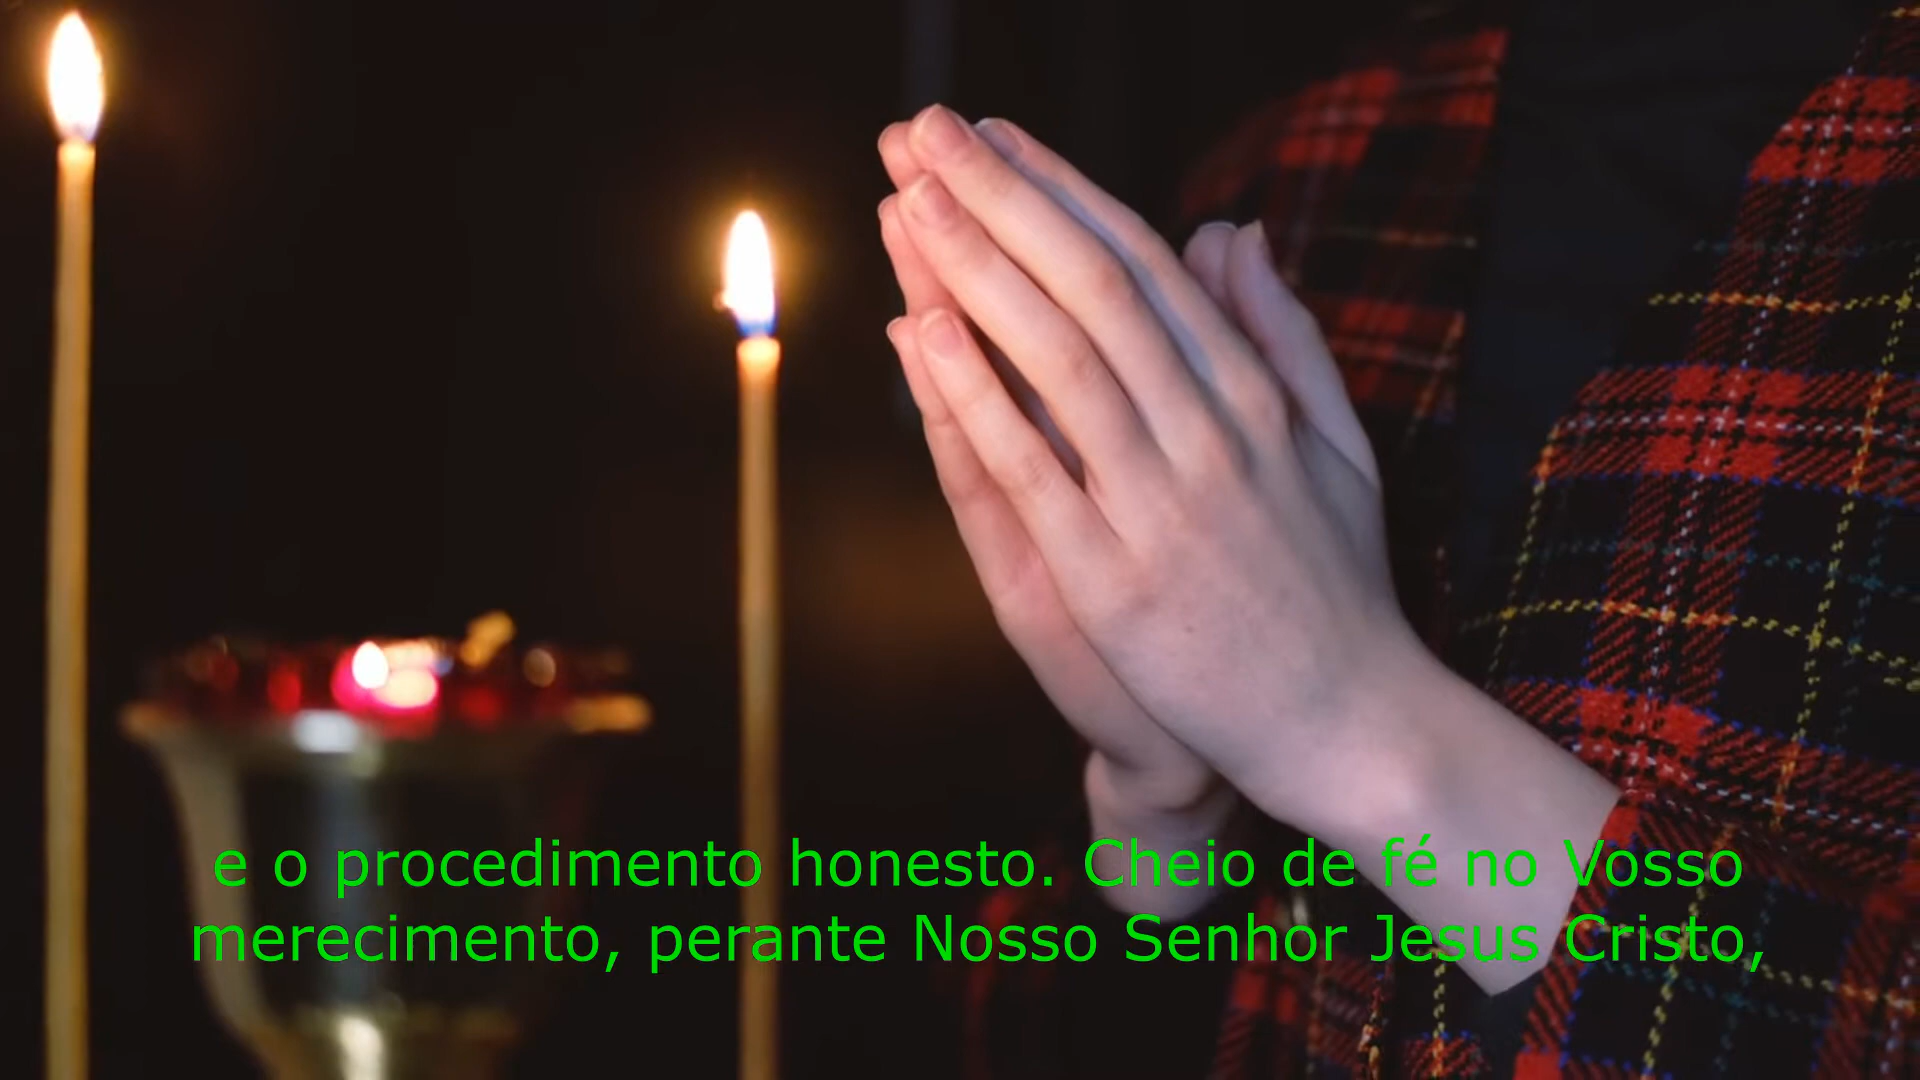 e o procedimento honesto. Cheio de fé no Vosso
merecimento, perante Nosso Senhor Jesus Cristo,